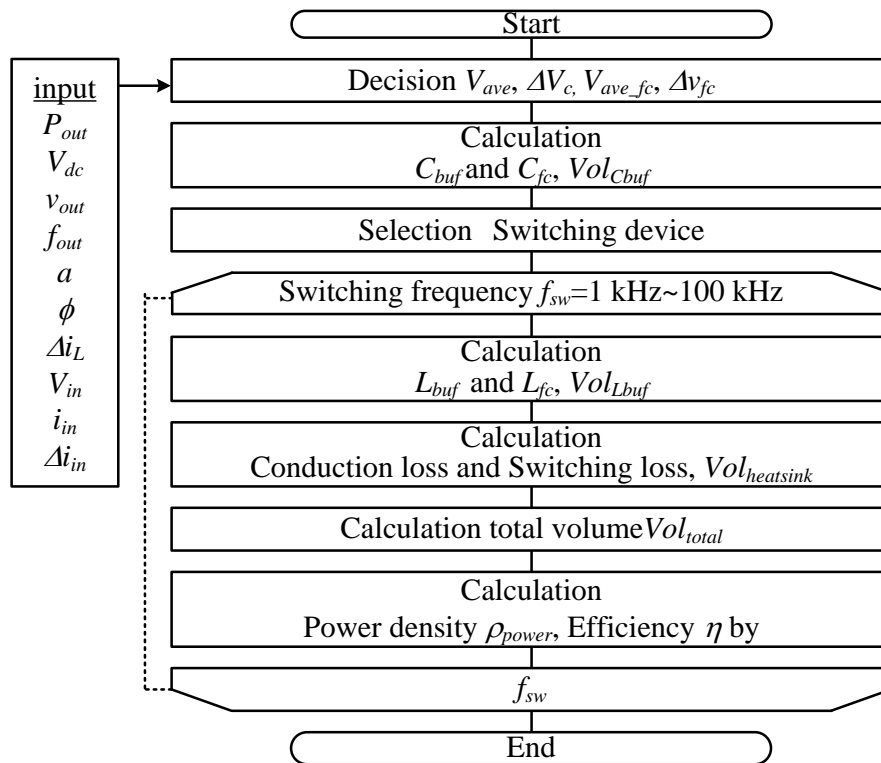 Start
input
P_out
V_dc
v_out
f_out
a
ϕ
Δi_L
V_in
i_in
Δi_in
Decision V_ave, ΔV_c, V_ave_fc, Δv_fc
Calculation
C_buf and C_fc, Vol_Cbuf
Selection Switching device
Switching frequency f_sw=1 kHz~100 kHz
Calculation
L_buf and L_fc, Vol_Lbuf
Calculation
Conduction loss and Switching loss, Vol_heatsink
Calculation total volume Vol_total
Calculation
Power density ρ_power, Efficiency η by
f_sw
End